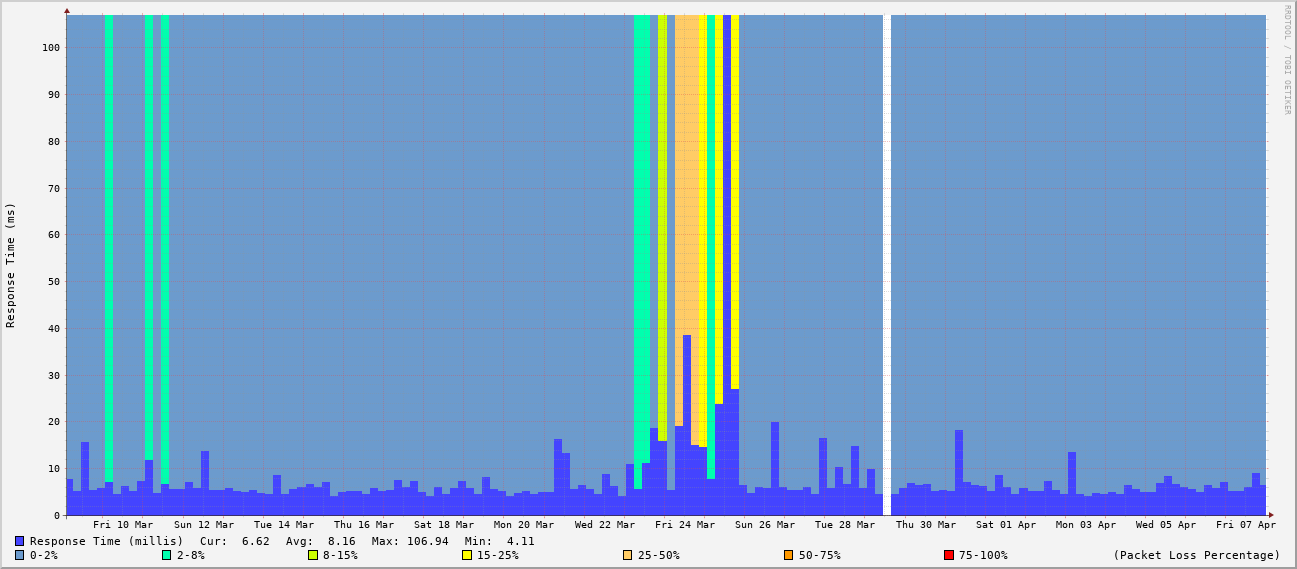 RRDTOOL / TOBI OETIKER
Response Time (ms)
100
90
80
70
60
50
40
30
20
10
0
Fri 10 Mar Sun 12 Mar Tue 14 Mar Thu 16 Mar Sat 18 Mar Mon 20 Mar Wed 22 Mar Fri 24 Mar Sun 26 Mar Tue 28 Mar Thu 30 Mar Sat 01 Apr Mon 03 Apr Wed 05 Apr Fri 07 Apr
Response Time (millis) Cur: 6.62 Avg: 8.16 Max: 106.94 Min: 4.11
0-2% 2-8% 8-15% 15-25% 25-50% 50-75% 75-100% (Packet Loss Percentage)